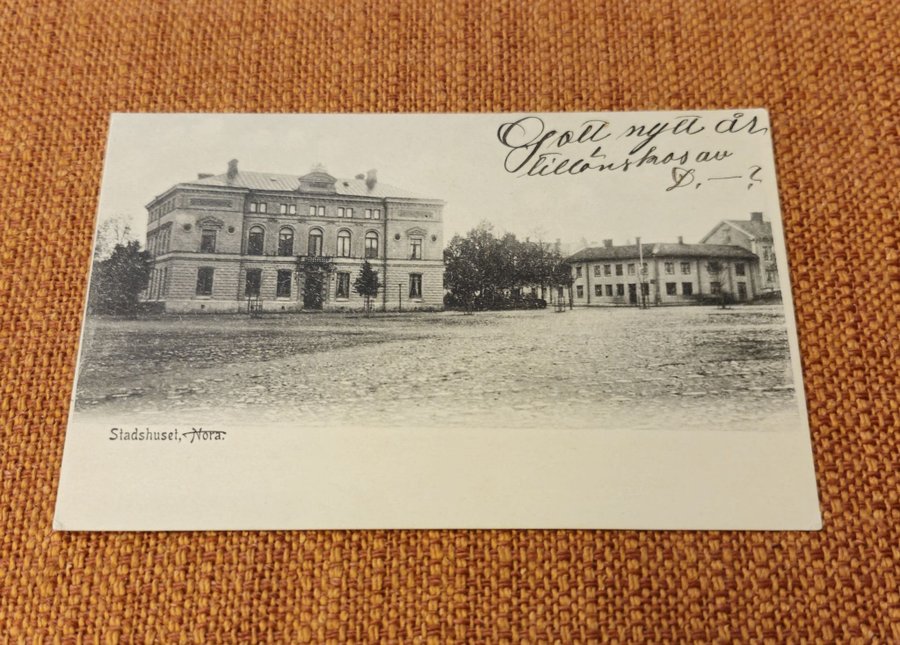 Gott nytt år
tillönskas av
D. —?
Stadshuset, Nora.